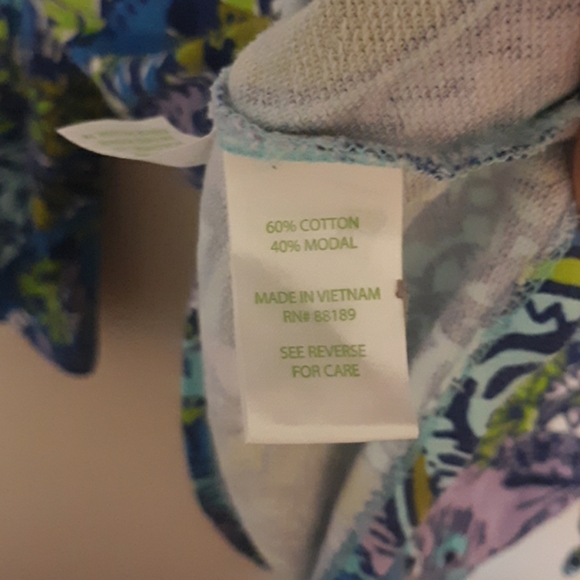 60% COTTON
40% MODAL
MADE IN VIETNAM
RN# 88189
SEE REVERSE
FOR CARE